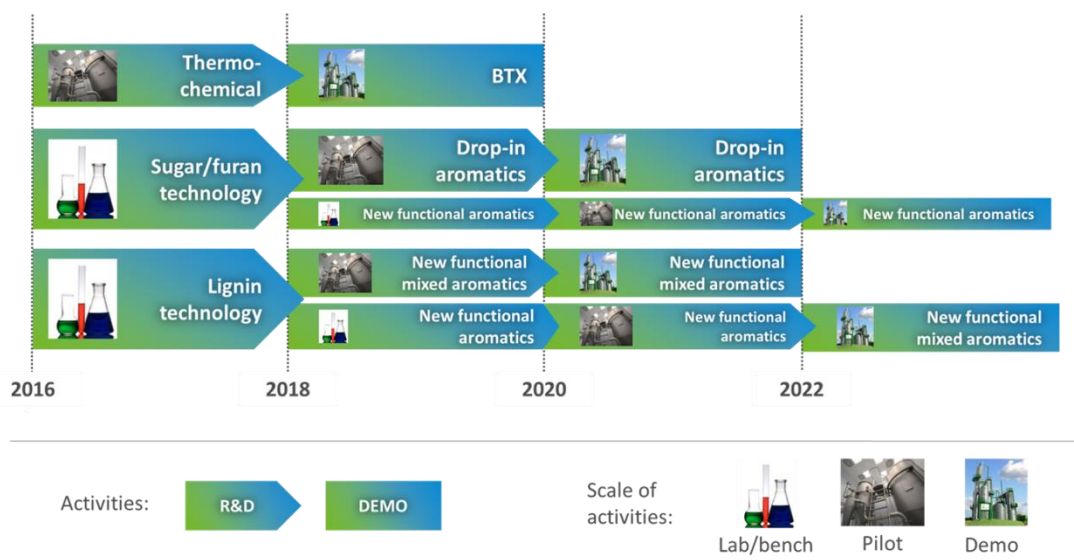 Thermo-
chemical
BTX
Sugar/furan
technology
Drop-in
aromatics
Drop-in
aromatics
New functional aromatics
New functional aromatics
New functional aromatics
Lignin
technology
New functional
mixed aromatics
New functional
mixed aromatics
New functional
aromatics
New functional
aromatics
New functional
mixed aromatics
2016
2018
2020
2022
Activities:
R&D
DEMO
Scale of
activities:
Lab/bench
Pilot
Demo